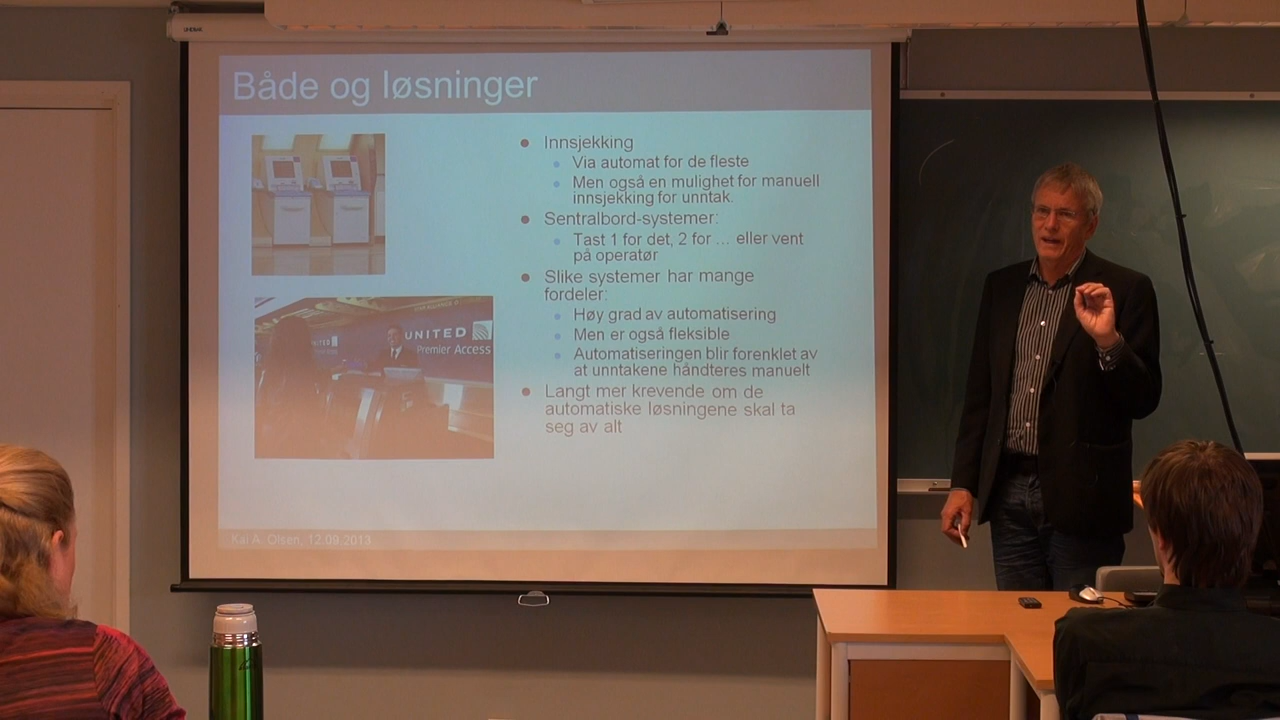 Både og løsninger
Innsjekking
Via automat for de fleste
Men også en mulighet for manuell
innsjekking for unntak.
Sentralbord-systemer:
Tast 1 for det, 2 for ... eller vent
på operatør
Slike systemer har mange
fordeler:
Høy grad av automatisering
Men er også fleksible
Automatiseringen blir forenklet av
at unntakene håndteres manuelt
Langt mer krevende om de
automatiske løsningene skal ta
seg av alt
UNITED
Premier Access
Kai A. Olsen, 12.09.2013